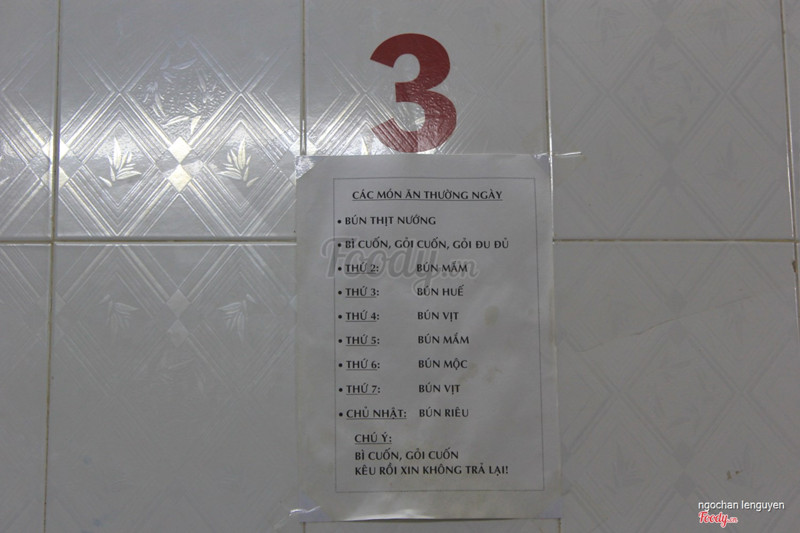 3
CÁC MÓN ĂN THƯỜNG NGÀY
• BÚN THỊT NƯỚNG
• BÌ CUỐN, GỎI CUỐN, GỎI ĐU ĐỦ
• THỨ 2: BÚN MẮM
• THỨ 3: BÚN HUẾ
• THỨ 4: BÚN VỊT
• THỨ 5: BÚN MẮM
• THỨ 6: BÚN MỘC
• THỨ 7: BÚN VỊT
• CHỦ NHẬT: BÚN RIÊU
CHÚ Ý:
BÌ CUỐN, GỎI CUỐN
KÊU RỒI XIN KHÔNG TRẢ LẠI!
Foody.vn
ngochan lenguyen
Foody.vn